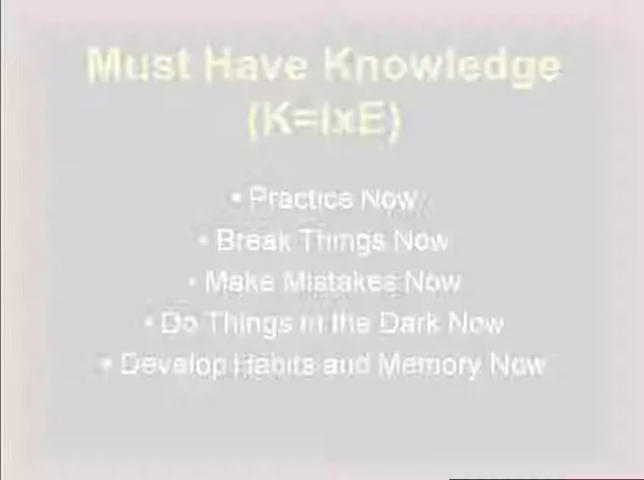 Must Have Knowledge
(K=IxE)
• Practice Now
• Break Things Now
• Make Mistakes Now
• Do Things in the Dark Now
• Develop Habits and Memory Now